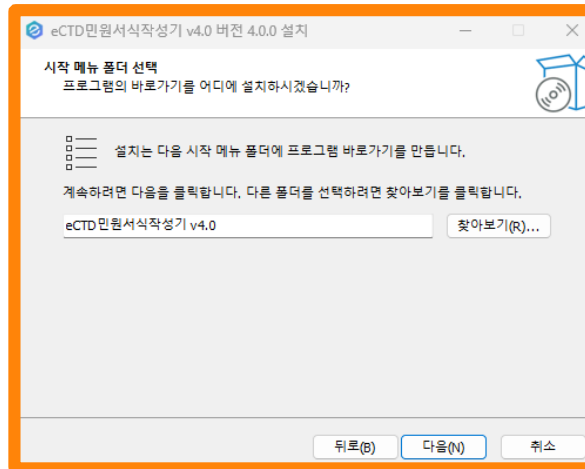 eCTD민원서식작성기 v4.0 버전 4.0.0 설치
시작 메뉴 폴더 선택
프로그램의 바로가기를 어디에 설치하시겠습니까?
설치는 다음 시작 메뉴 폴더에 프로그램 바로가기를 만듭니다.
계속하려면 다음을 클릭합니다. 다른 폴더를 선택하려면 찾아보기를 클릭합니다.
eCTD민원서식작성기 v4.0
찾아보기(R)...
뒤로(B) 다음(N) 취소